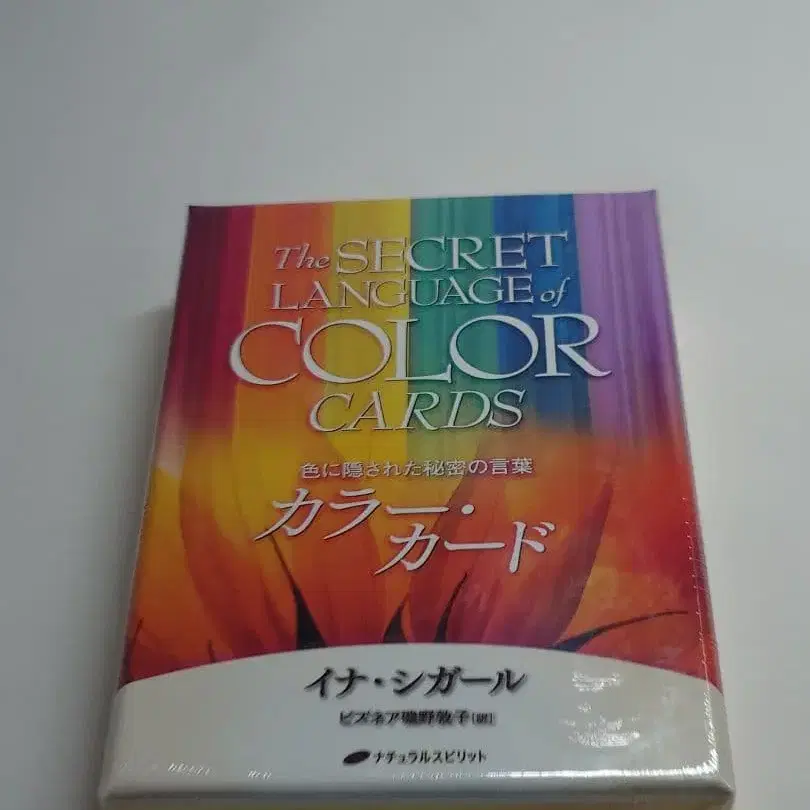 The SECRET
LANGUAGE of
COLOR
CARDS
色に隠された秘密の言葉
カラー・
カード
イナ・シガール
ビズネア磯野敦子[訳]
ナチュラルスピリット